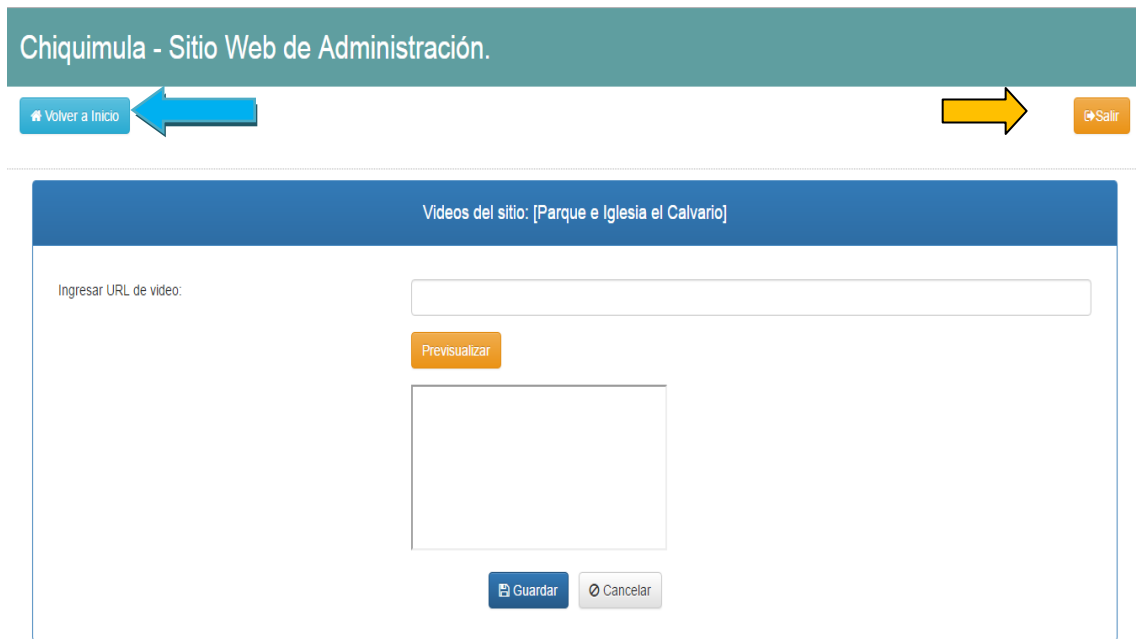 Chiquimula - Sitio Web de Administración.
Volver a Inicio
Salir
Videos del sitio: [Parque e Iglesia el Calvario]
Ingresar URL de video:
Previsualizar
Guardar
Cancelar